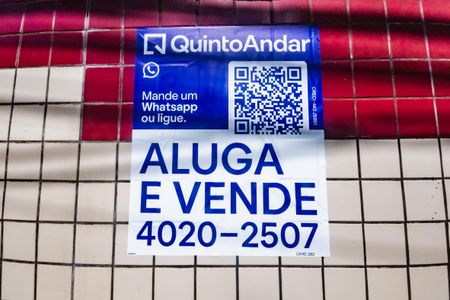 QuintoAndar
Mande um
Whatsapp
ou ligue.
ALUGA
E VENDE
4020-2507